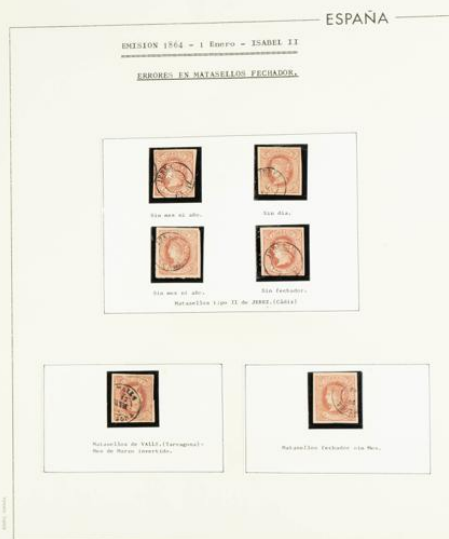 ESPAÑA
EMISION 1864 - 1 Enero - ISABEL II
ERRORES EN MATASELLOS FECHADOR.
Sin mes ni año.
Sin dia.
Sin mes ni año.
Sin fechador.
Matasellos tipo II de JEREZ.(Cádiz)
Matasellos de VALLS.(Tarragona)-
Mes de Marzo invertido.
Matasellos fechador sin Mes.